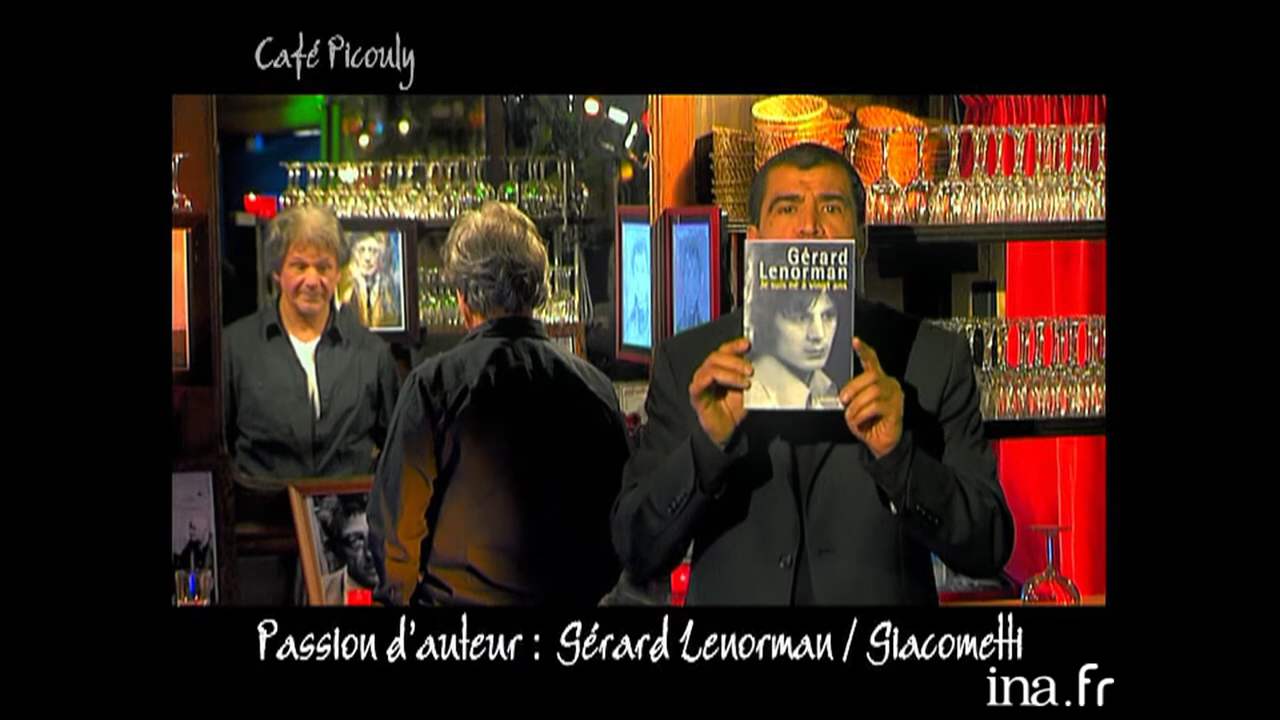 Café Picouly
Gérard
Lenorman
Je suis né à vingt ans
Passion d'auteur : Gérard Lenorman / Giacometti
ina.fr